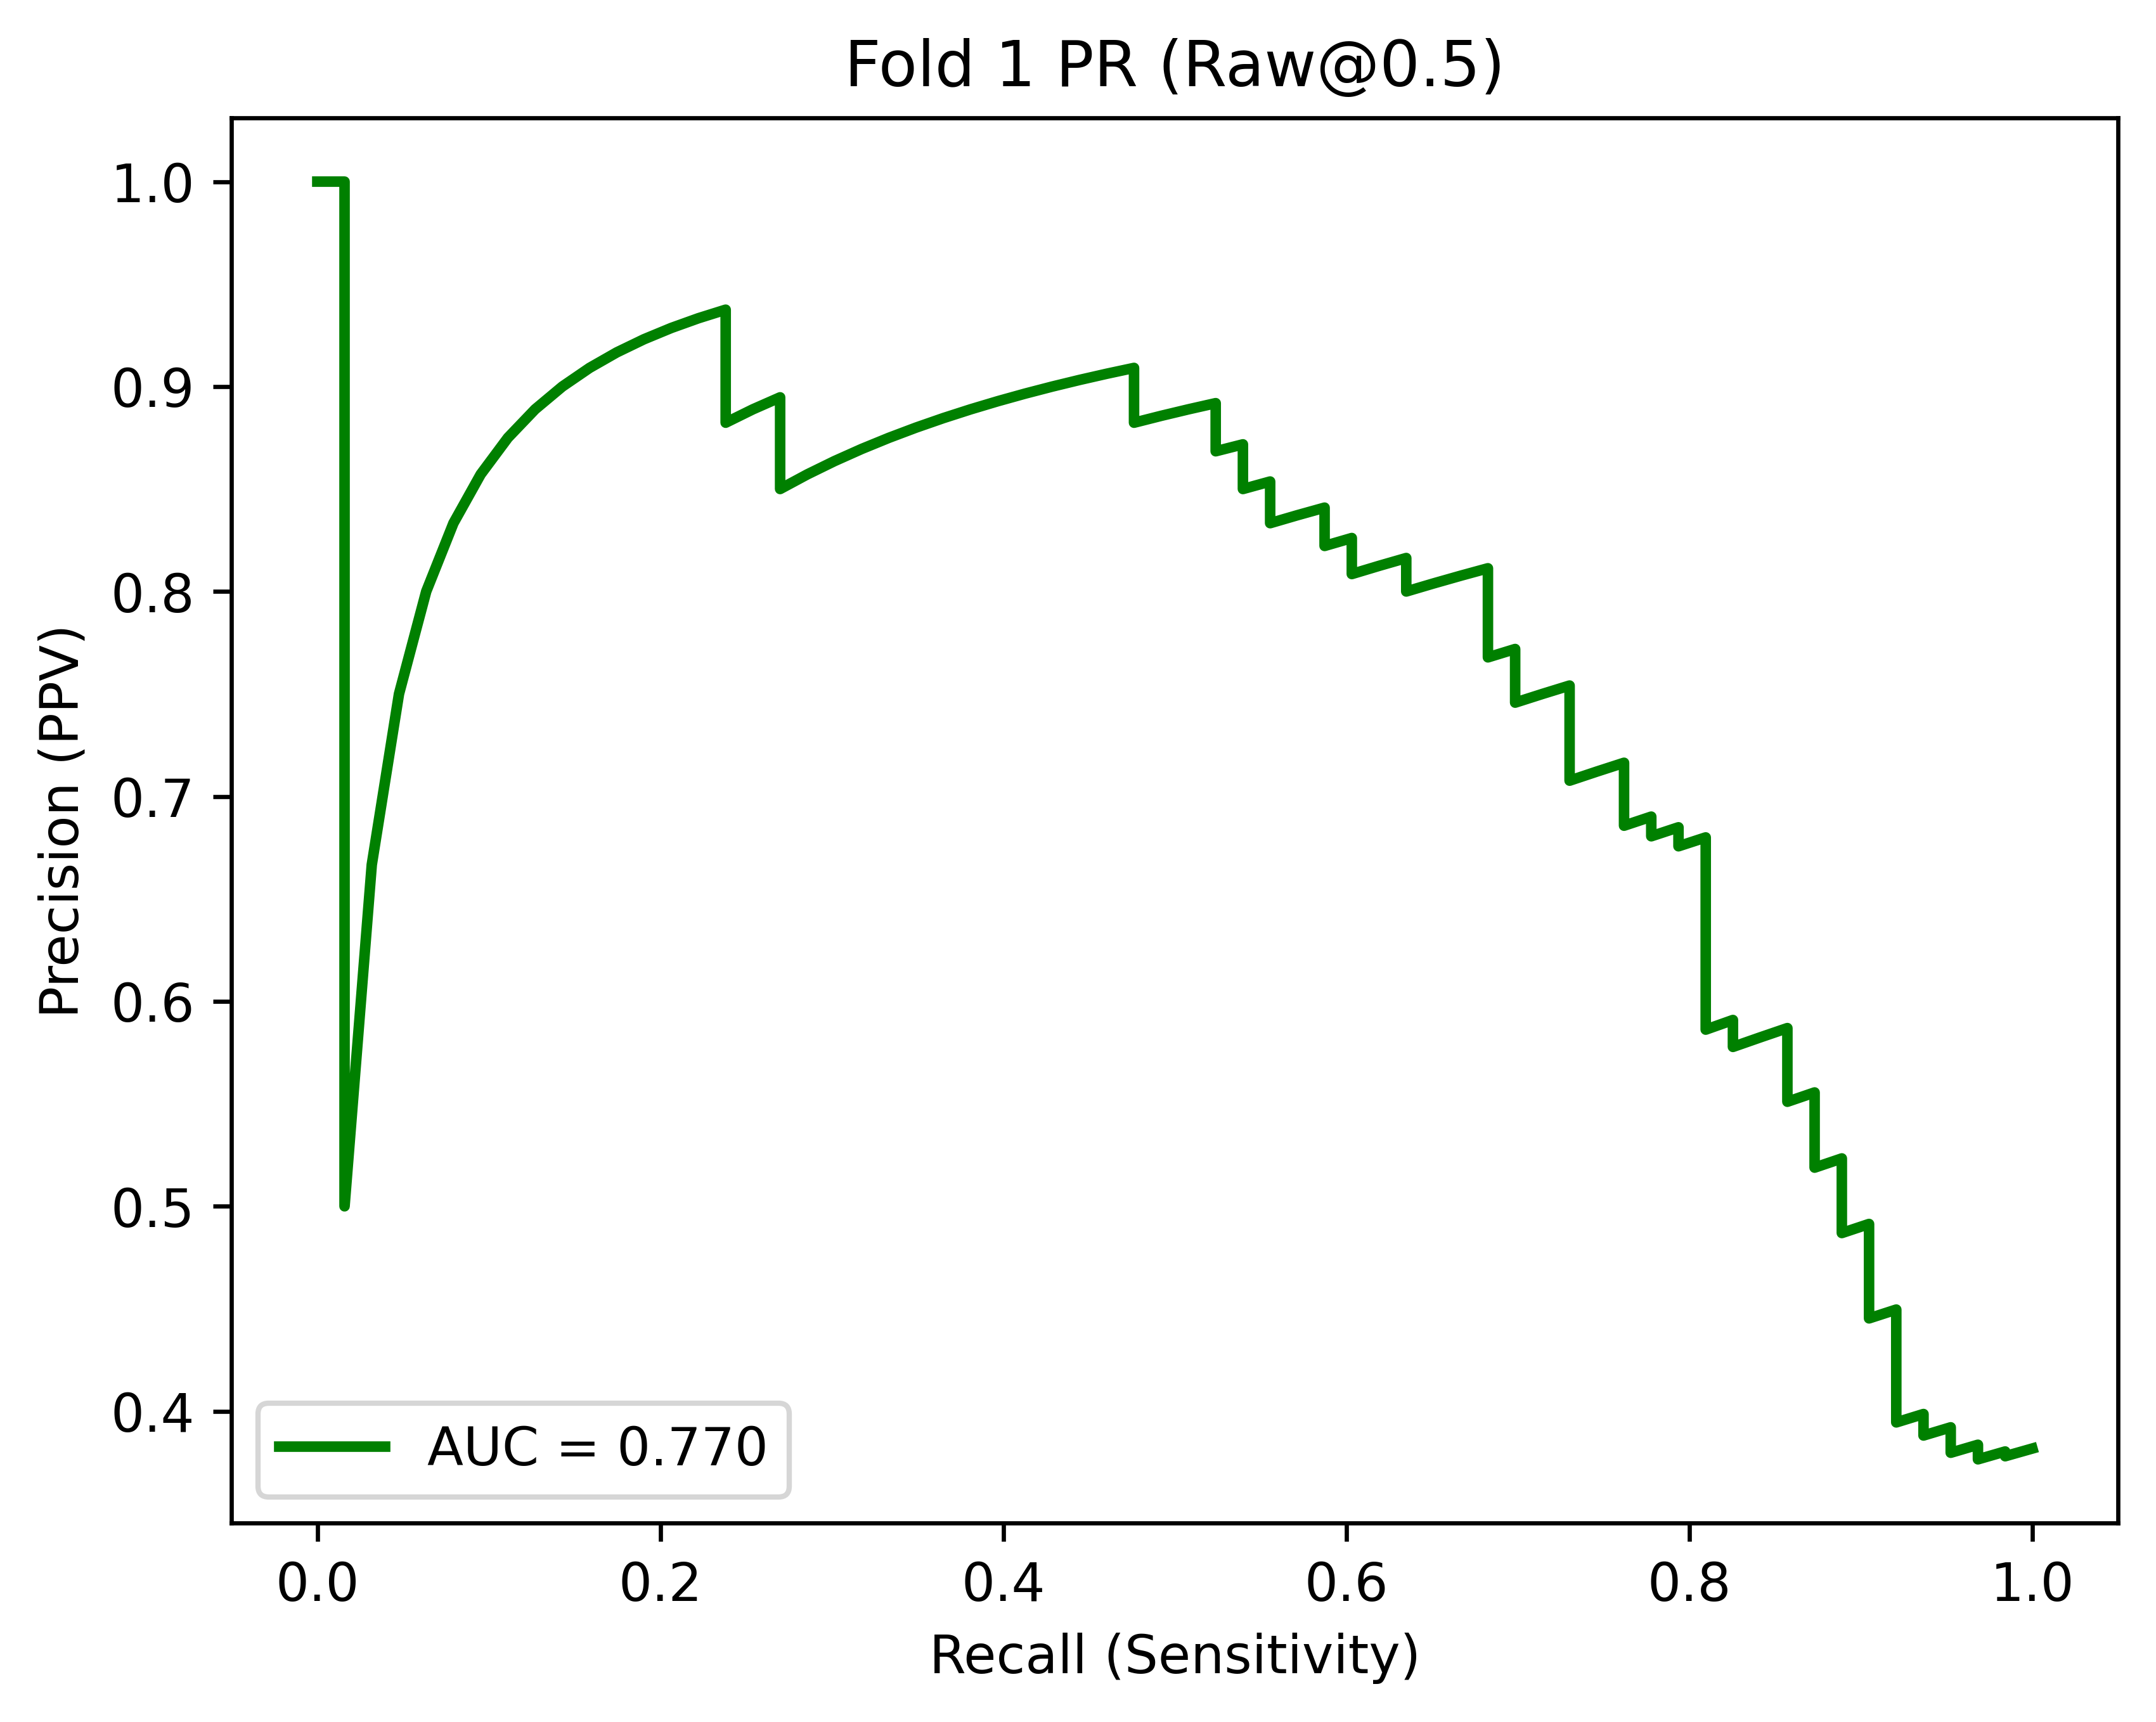 Fold 1 PR (Raw@0.5)
Precision (PPV)
1.0
0.9
0.8
0.7
0.6
0.5
0.4
AUC = 0.770
0.0 0.2 0.4 0.6 0.8 1.0
Recall (Sensitivity)